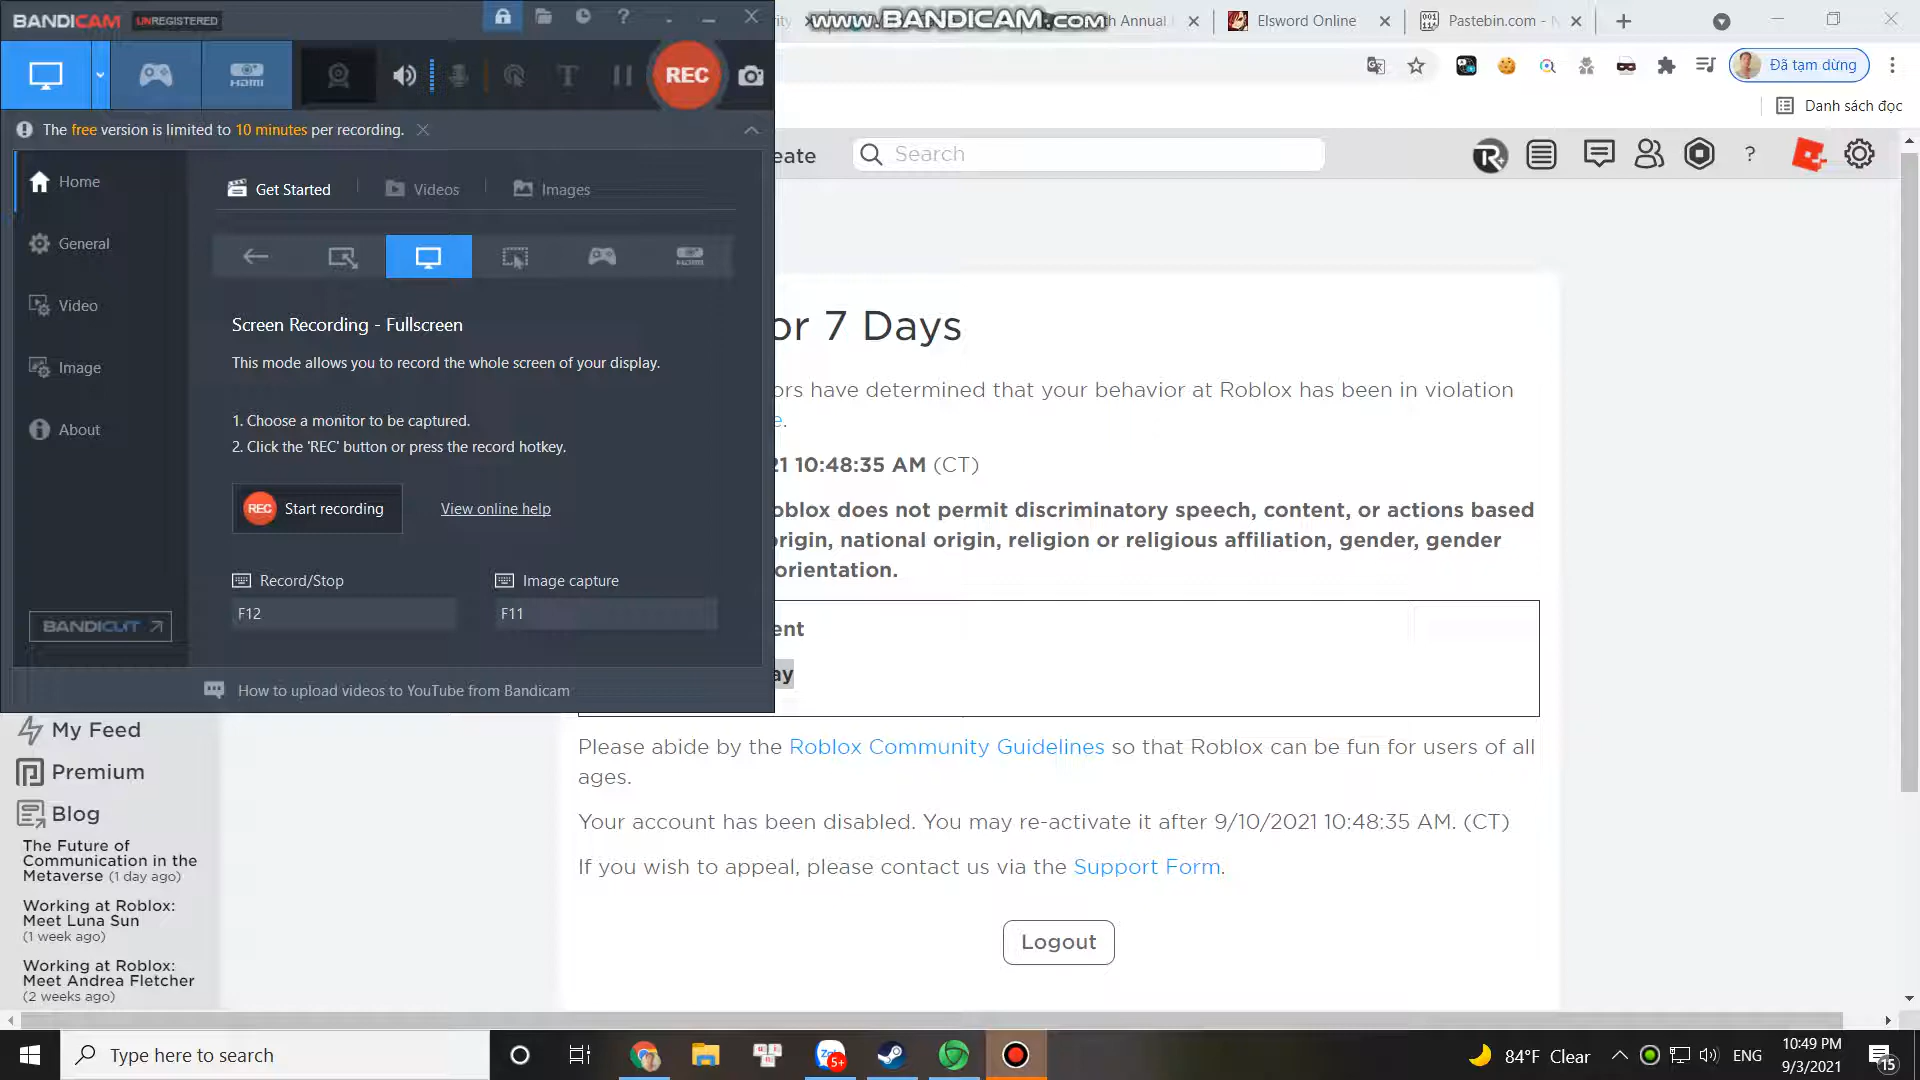 BANDICAM UNREGISTERED
www.BANDICAM.com
th Annual
Elsword Online
Pastebin.com -
HDMI
REC
Đã tạm dừng
The free version is limited to 10 minutes per recording.
Danh sách đọc
eate
Search
R+
?
Home
General
Video
Image
About
BANDICUT
Get Started
Videos
Images
HDMI
Screen Recording - Fullscreen
This mode allows you to record the whole screen of your display.
1. Choose a monitor to be captured.
2. Click the 'REC' button or press the record hotkey.
REC Start recording
View online help
Record/Stop
Image capture
F12
F11
How to upload videos to YouTube from Bandicam
or 7 Days
ors have determined that your behavior at Roblox has been in violation
e.
21 10:48:35 AM (CT)
oblox does not permit discriminatory speech, content, or actions based
rigin, national origin, religion or religious affiliation, gender, gender
orientation.
ent
ay
Please abide by the Roblox Community Guidelines so that Roblox can be fun for users of all
ages.
Your account has been disabled. You may re-activate it after 9/10/2021 10:48:35 AM. (CT)
If you wish to appeal, please contact us via the Support Form.
Logout
My Feed
Premium
Blog
The Future of
Communication in the
Metaverse (1 day ago)
Working at Roblox:
Meet Luna Sun
(1 week ago)
Working at Roblox:
Meet Andrea Fletcher
(2 weeks ago)
Type here to search
5+
84°F Clear
ENG
10:49 PM
9/3/2021
15